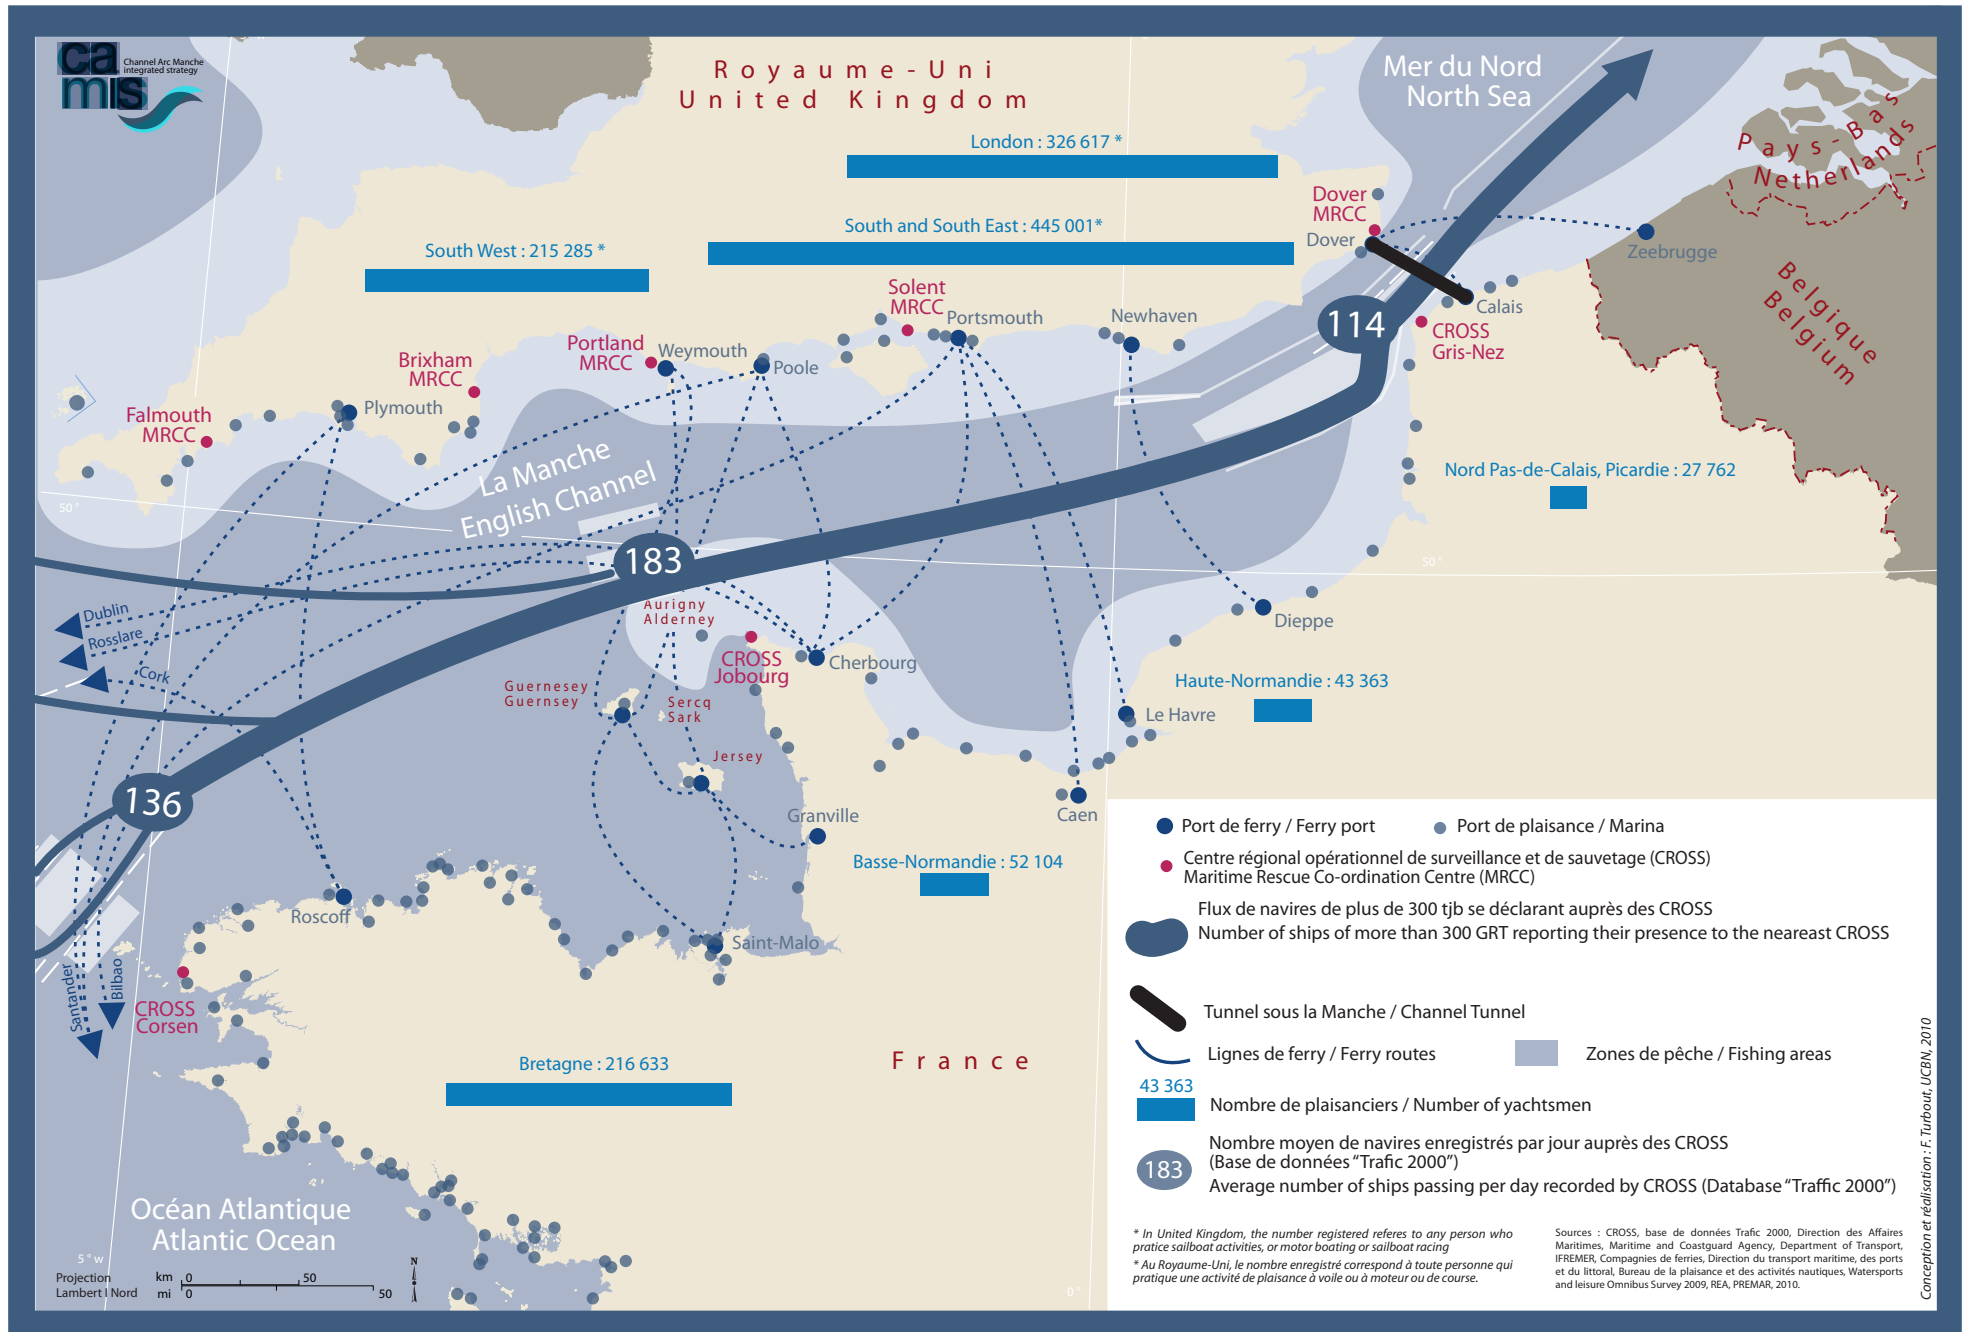 ca
mis
Channel Arc Manche
integrated strategy
Royaume-Uni
United Kingdom
Mer du Nord
North Sea
Pays-Bas
Netherlands
Belgique
Belgium
London : 326 617 *
South and South East : 445 001*
South West : 215 285 *
Dover
MRCC
Dover
Zeebrugge
Calais
CROSS
Gris-Nez
114
Solent
MRCC
Portsmouth
Newhaven
Portland
MRCC
Weymouth
Poole
Brixham
MRCC
Plymouth
Falmouth
MRCC
La Manche
English Channel
50 °
50 °
183
Nord Pas-de-Calais, Picardie : 27 762
Dublin
Rosslare
Cork
Aurigny
Alderney
CROSS
Jobourg
Cherbourg
Dieppe
Haute-Normandie : 43 363
Le Havre
Guernesey
Guernsey
Sercq
Sark
Jersey
136
Granville
Caen
Basse-Normandie : 52 104
Roscoff
Saint-Malo
Santander
Bilbao
CROSS
Corsen
Bretagne : 216 633
France
Océan Atlantique
Atlantic Ocean
5 ° w
0 °
Projection
Lambert I Nord
km 0 50
mi 0 50
N
Port de ferry / Ferry port
Port de plaisance / Marina
Centre régional opérationnel de surveillance et de sauvetage (CROSS)
Maritime Rescue Co-ordination Centre (MRCC)
Flux de navires de plus de 300 tjb se déclarant auprès des CROSS
Number of ships of more than 300 GRT reporting their presence to the neareast CROSS
Tunnel sous la Manche / Channel Tunnel
Lignes de ferry / Ferry routes
Zones de pêche / Fishing areas
43 363
Nombre de plaisanciers / Number of yachtsmen
183
Nombre moyen de navires enregistrés par jour auprès des CROSS
(Base de données “Trafic 2000”)
Average number of ships passing per day recorded by CROSS (Database “Traffic 2000”)
* In United Kingdom, the number registered referes to any person who
pratice sailboat activities, or motor boating or sailboat racing
* Au Royaume-Uni, le nombre enregistré correspond à toute personne qui
pratique une activité de plaisance à voile ou à moteur ou de course.
Sources : CROSS, base de données Trafic 2000, Direction des Affaires
Maritimes, Maritime and Coastguard Agency, Department of Transport,
IFREMER, Compagnies de ferries, Direction du transport maritime, des ports
et du littoral, Bureau de la plaisance et des activités nautiques, Watersports
and leisure Omnibus Survey 2009, REA, PREMAR, 2010.
Conception et réalisation : F. Turbout, UCBN, 2010